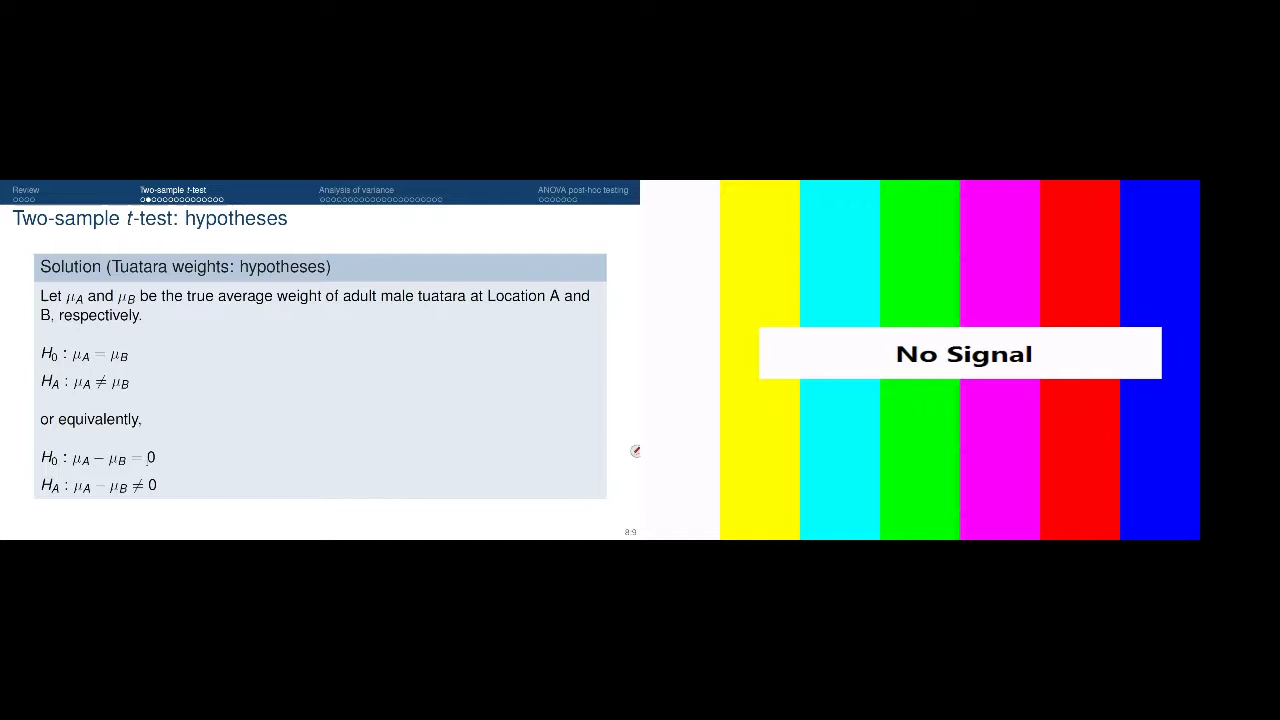 Review Two-sample t-test Analysis of variance ANOVA post-hoc testing
Two-sample t-test: hypotheses
Solution (Tuatara weights: hypotheses)
Let μA and μB be the true average weight of adult male tuatara at Location A and
B, respectively.
H0 : μA = μB
HA : μA ≠ μB
or equivalently,
H0 : μA − μB = 0
HA : μA − μB ≠ 0
8:9
No Signal